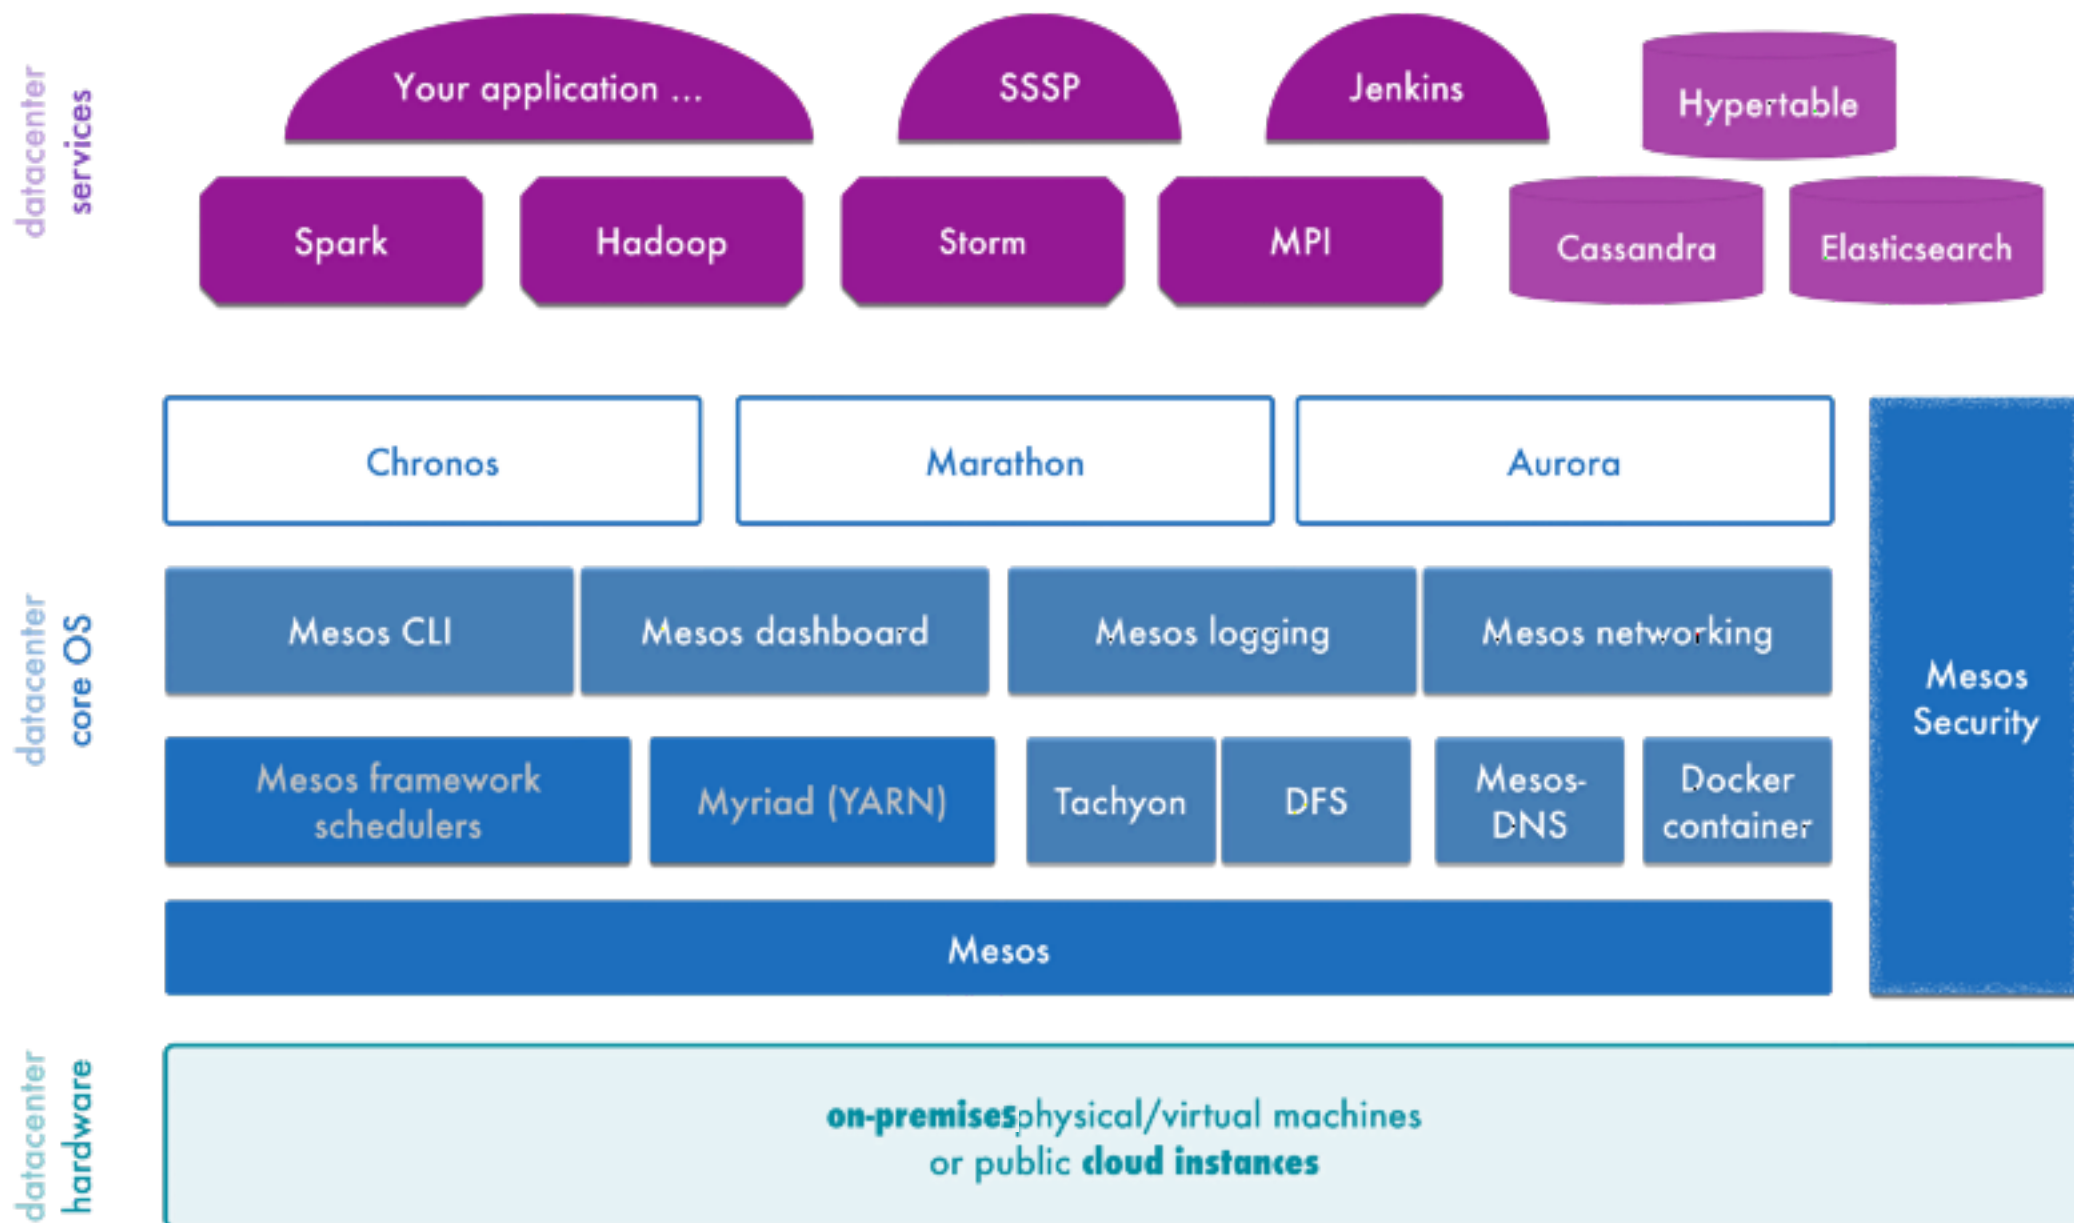 datacenter
services
Your application ...
SSSP
Jenkins
Hypertable
Spark
Hadoop
Storm
MPI
Cassandra
Elasticsearch
datacenter
core OS
Chronos
Marathon
Aurora
Mesos CLI
Mesos dashboard
Mesos logging
Mesos networking
Mesos
Security
Mesos framework
schedulers
Myriad (YARN)
Tachyon
DFS
Mesos-
DNS
Docker
container
Mesos
datacenter
hardware
on-premises physical/virtual machines
or public cloud instances